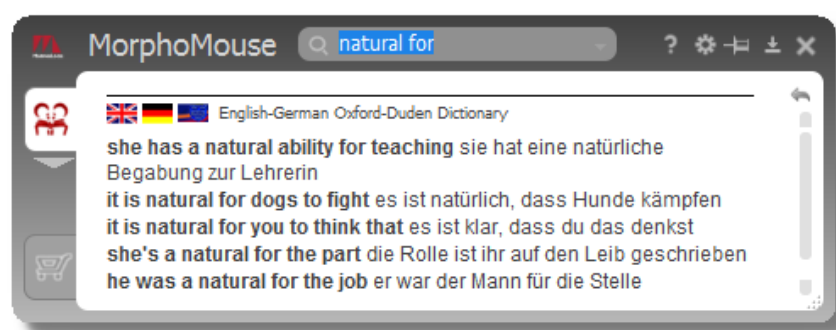 MorphoMouse natural for ?
English-German Oxford-Duden Dictionary
she has a natural ability for teaching sie hat eine natürliche
Begabung zur Lehrerin
it is natural for dogs to fight es ist natürlich, dass Hunde kämpfen
it is natural for you to think that es ist klar, dass du das denkst
she's a natural for the part die Rolle ist ihr auf den Leib geschrieben
he was a natural for the job er war der Mann für die Stelle